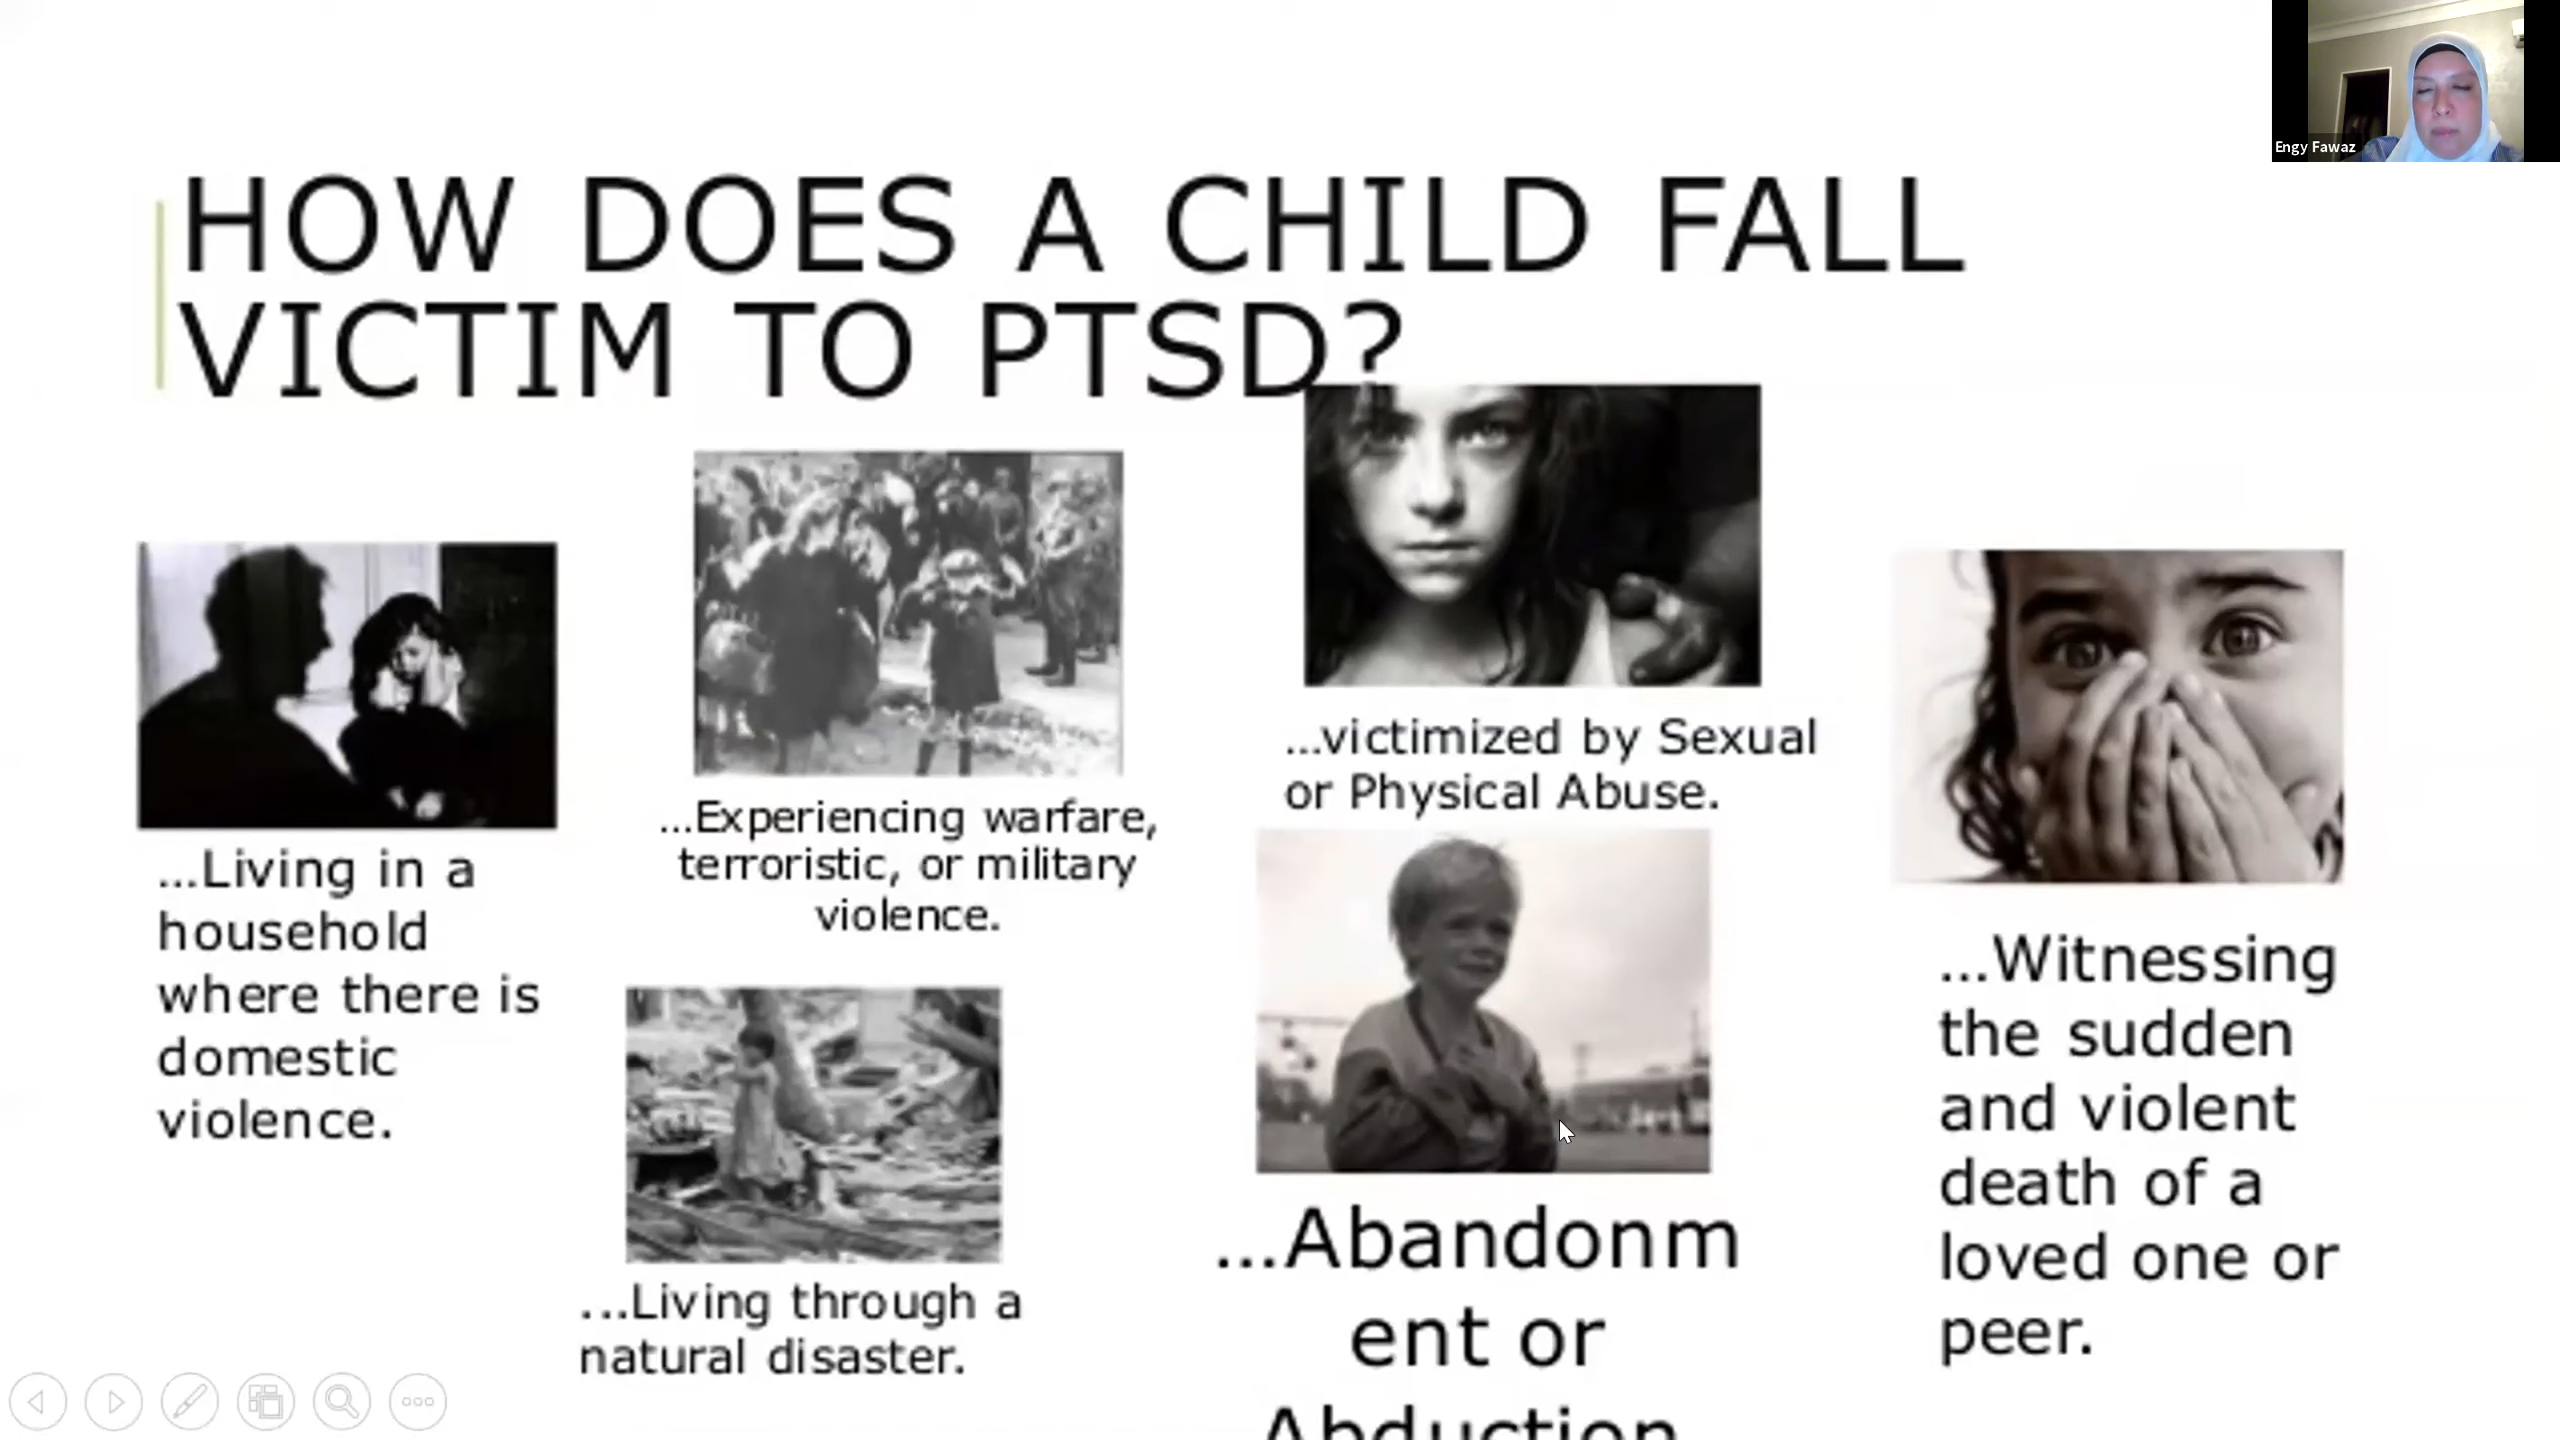 Engy Fawaz
HOW DOES A CHILD FALL
VICTIM TO PTSD?
...Living in a
household
where there is
domestic
violence.
...Experiencing warfare,
terroristic, or military
violence.
...Living through a
natural disaster.
...victimized by Sexual
or Physical Abuse.
...Abandonm
ent or
Abduction
...Witnessing
the sudden
and violent
death of a
loved one or
peer.